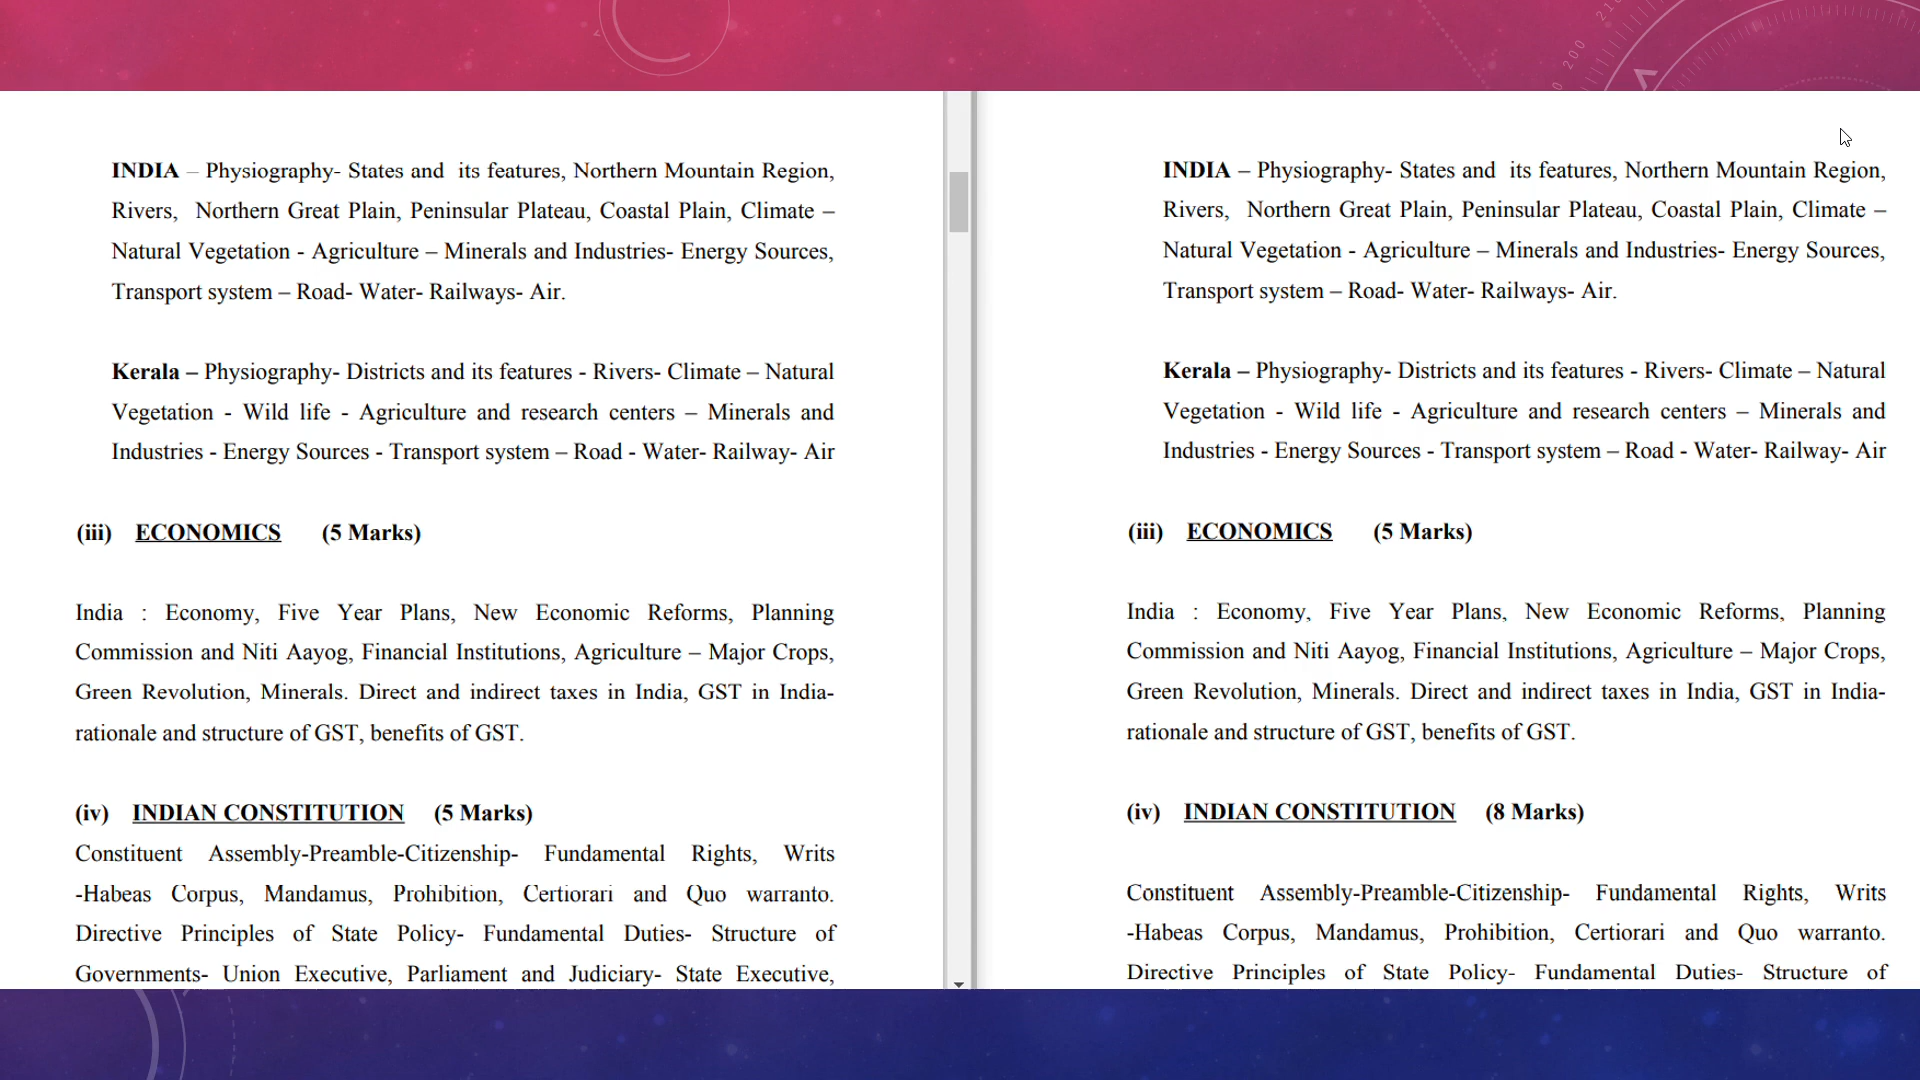 INDIA – Physiography- States and its features, Northern Mountain Region,
Rivers, Northern Great Plain, Peninsular Plateau, Coastal Plain, Climate –
Natural Vegetation - Agriculture – Minerals and Industries- Energy Sources,
Transport system – Road- Water- Railways- Air.
Kerala – Physiography- Districts and its features - Rivers- Climate – Natural
Vegetation - Wild life - Agriculture and research centers – Minerals and
Industries - Energy Sources - Transport system – Road - Water- Railway- Air
(iii) ECONOMICS (5 Marks)
India : Economy, Five Year Plans, New Economic Reforms, Planning
Commission and Niti Aayog, Financial Institutions, Agriculture – Major Crops,
Green Revolution, Minerals. Direct and indirect taxes in India, GST in India-
rationale and structure of GST, benefits of GST.
(iv) INDIAN CONSTITUTION (5 Marks)
Constituent Assembly-Preamble-Citizenship- Fundamental Rights, Writs
-Habeas Corpus, Mandamus, Prohibition, Certiorari and Quo warranto.
Directive Principles of State Policy- Fundamental Duties- Structure of
Governments- Union Executive, Parliament and Judiciary- State Executive,
INDIA – Physiography- States and its features, Northern Mountain Region,
Rivers, Northern Great Plain, Peninsular Plateau, Coastal Plain, Climate –
Natural Vegetation - Agriculture – Minerals and Industries- Energy Sources,
Transport system – Road- Water- Railways- Air.
Kerala – Physiography- Districts and its features - Rivers- Climate – Natural
Vegetation - Wild life - Agriculture and research centers – Minerals and
Industries - Energy Sources - Transport system – Road - Water- Railway- Air
(iii) ECONOMICS (5 Marks)
India : Economy, Five Year Plans, New Economic Reforms, Planning
Commission and Niti Aayog, Financial Institutions, Agriculture – Major Crops,
Green Revolution, Minerals. Direct and indirect taxes in India, GST in India-
rationale and structure of GST, benefits of GST.
(iv) INDIAN CONSTITUTION (8 Marks)
Constituent Assembly-Preamble-Citizenship- Fundamental Rights, Writs
-Habeas Corpus, Mandamus, Prohibition, Certiorari and Quo warranto.
Directive Principles of State Policy- Fundamental Duties- Structure of
200